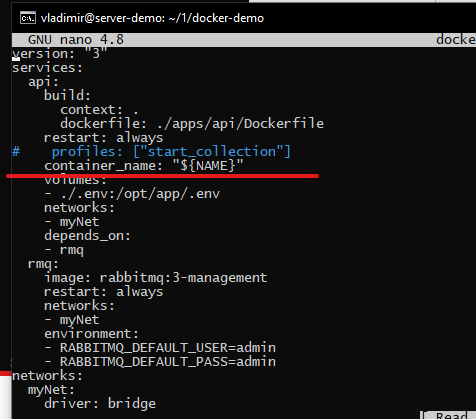 vladimir@server-demo: ~/1/docker-demo
GNU nano 4.8 docke
version: "3"
services:
  api:
    build:
      context: .
      dockerfile: ./apps/api/Dockerfile
    restart: always
#    profiles: ["start_collection"]
    container_name: "${NAME}"
    volumes:
    - ./.env:/opt/app/.env
    networks:
    - myNet
    depends_on:
    - rmq
  rmq:
    image: rabbitmq:3-management
    restart: always
    networks:
    - myNet
    environment:
    - RABBITMQ_DEFAULT_USER=admin
    - RABBITMQ_DEFAULT_PASS=admin
networks:
  myNet:
    driver: bridge
[ Read